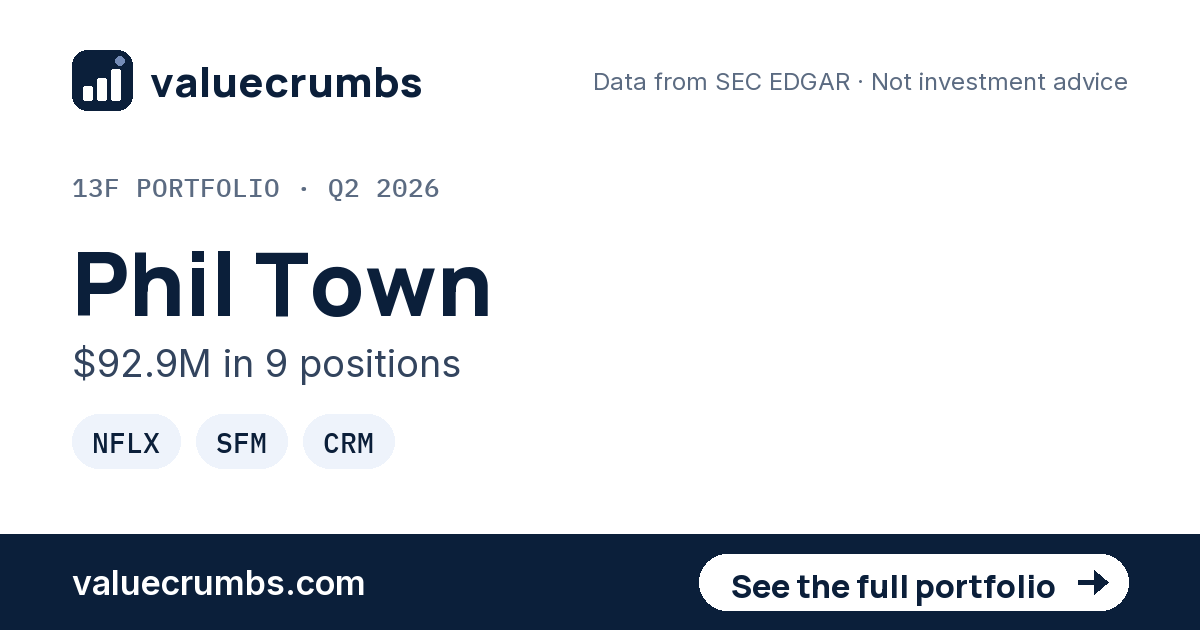 valuecrumbs
Data from SEC EDGAR · Not investment advice
13F PORTFOLIO · Q2 2026
Phil Town
$92.9M in 9 positions
NFLX SFM CRM
valuecrumbs.com
See the full portfolio →